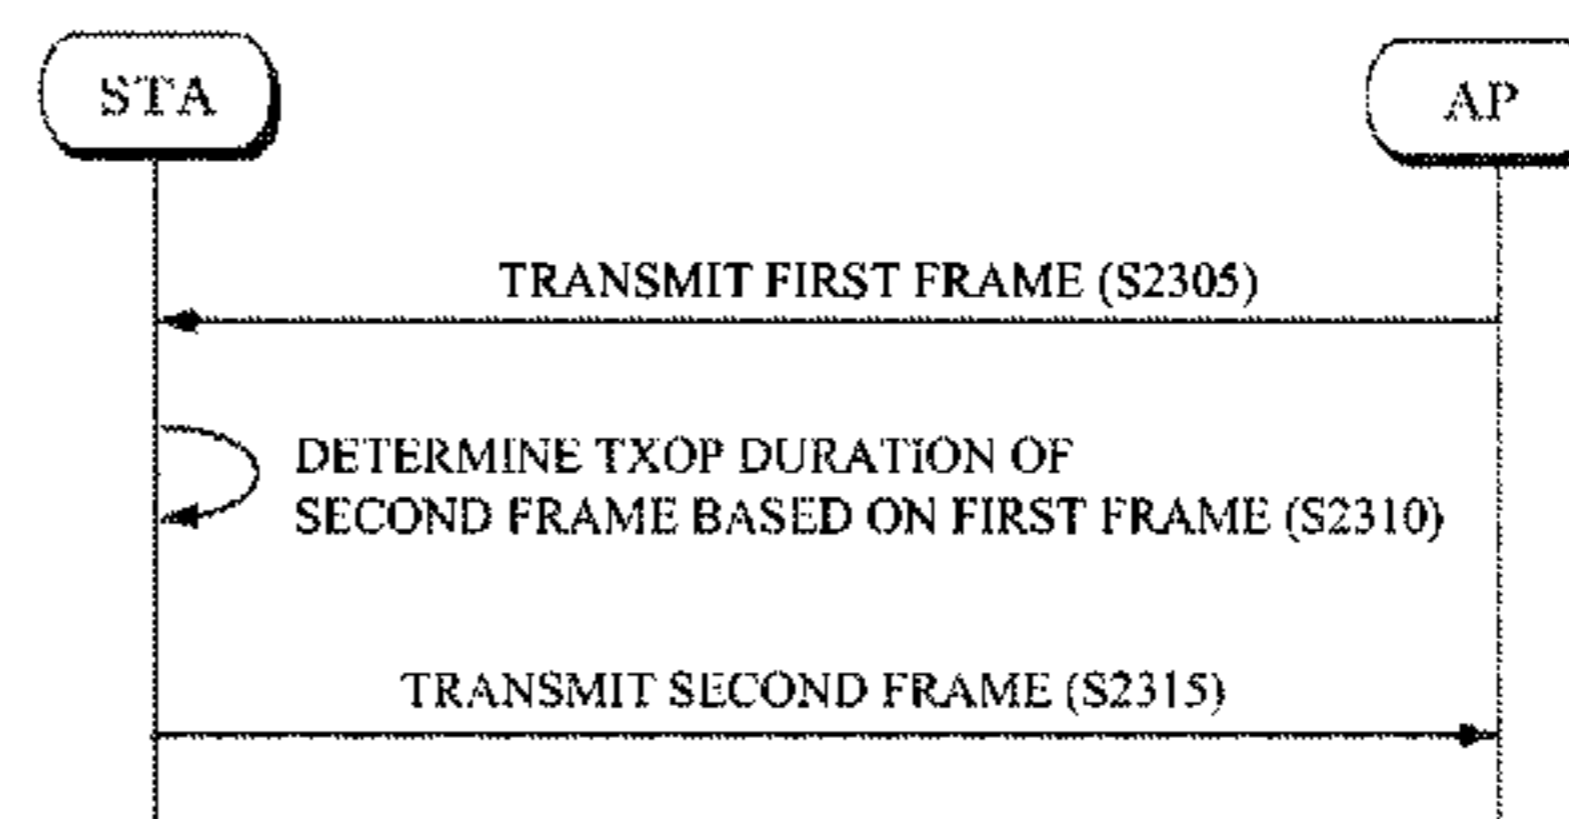 STA
AP
TRANSMIT FIRST FRAME (S2305)
DETERMINE TXOP DURATION OF
SECOND FRAME BASED ON FIRST FRAME (S2310)
TRANSMIT SECOND FRAME (S2315)